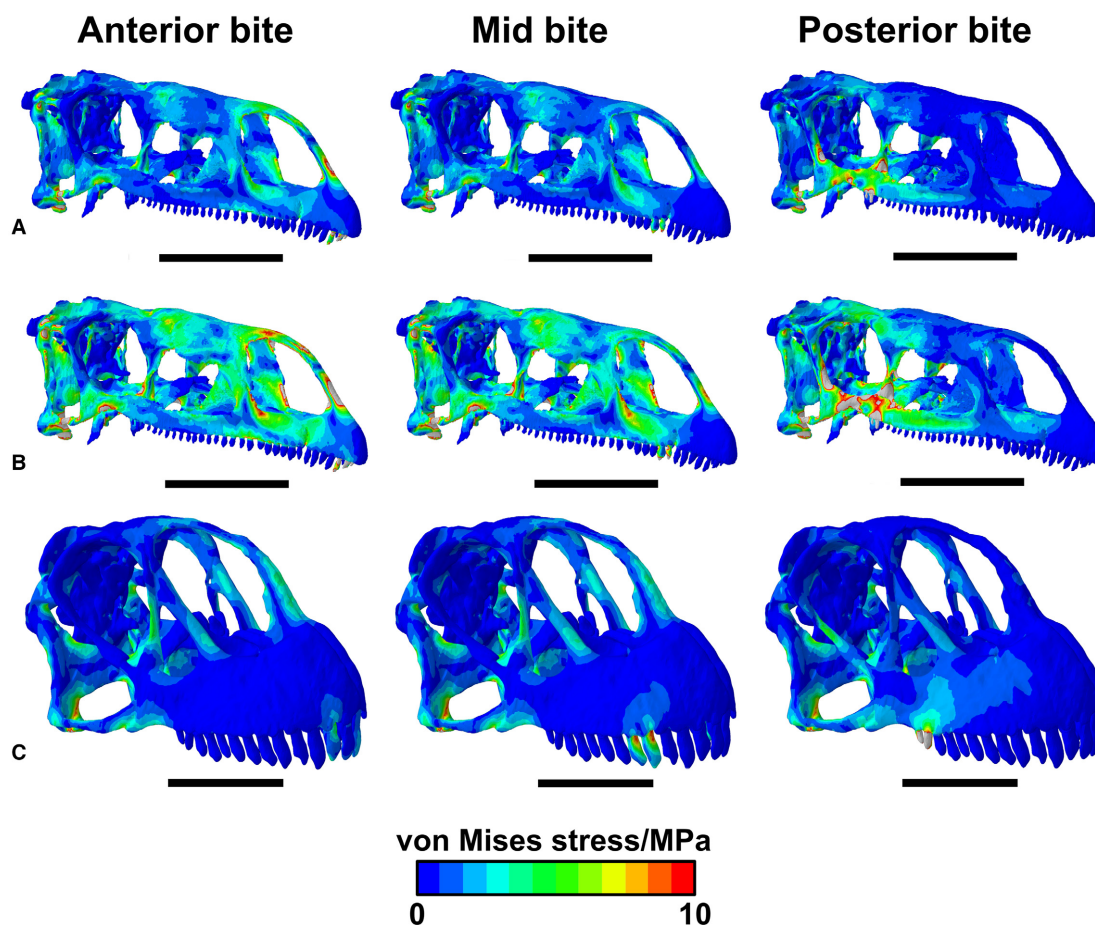 Anterior bite Mid bite Posterior bite
A
B
C
von Mises stress/MPa
0 10